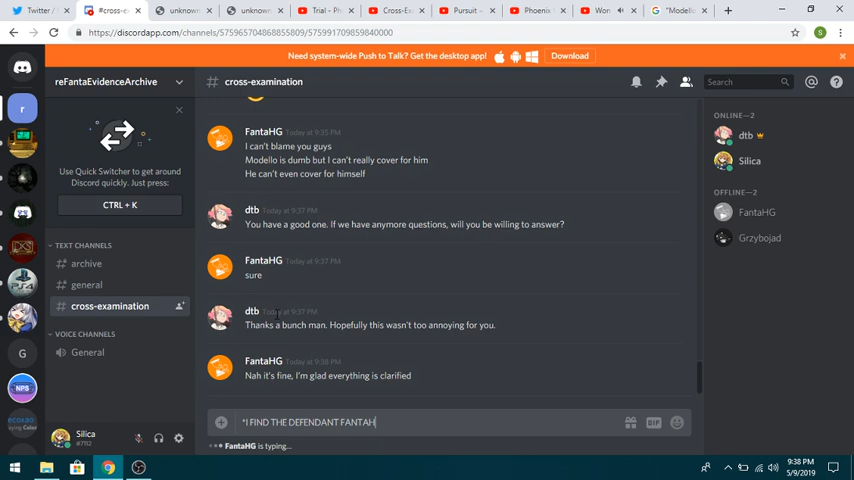 Twitter /
#cross-exami
unknown
unknown
Trial - Ph
Cross-Ex
Pursuit –
Phoenix
Won
"Modello
https://discordapp.com/channels/575965704868855809/575991709859840000
S
Need system-wide Push to Talk? Get the desktop app!
Download
reFantaEvidenceArchive
# cross-examination
Search
Use Quick Switcher to get around
Discord quickly. Just press:
CTRL + K
TEXT CHANNELS
# archive
# general
# cross-examination
VOICE CHANNELS
General
r
G
NPS
ecoxao
Silica
#7112
FantaHG Today at 9:35 PM
I can't blame you guys
Modello is dumb but I can't really cover for him
He can't even cover for himself
dtb Today at 9:37 PM
You have a good one. If we have anymore questions, will you be willing to answer?
FantaHG Today at 9:37 PM
sure
dtb Today at 9:37 PM
Thanks a bunch man. Hopefully this wasn't too annoying for you.
FantaHG Today at 9:38 PM
Nah it's fine, I'm glad everything is clarified
*I FIND THE DEFENDANT FANTAH
GIF
FantaHG is typing...
ONLINE—2
dtb
Silica
OFFLINE—2
FantaHG
Grzybojad
9:38 PM
5/9/2019